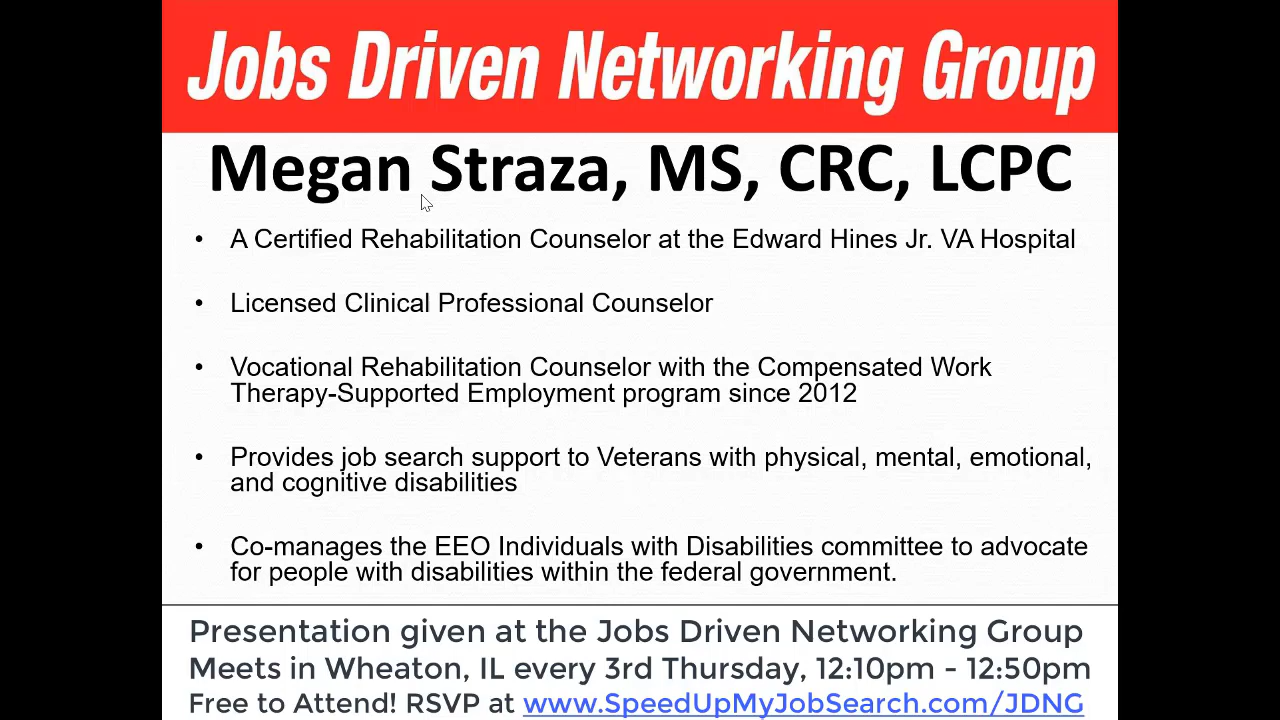 Jobs Driven Networking Group
Megan Straza, MS, CRC, LCPC
• A Certified Rehabilitation Counselor at the Edward Hines Jr. VA Hospital
• Licensed Clinical Professional Counselor
• Vocational Rehabilitation Counselor with the Compensated Work
Therapy-Supported Employment program since 2012
• Provides job search support to Veterans with physical, mental, emotional,
and cognitive disabilities
• Co-manages the EEO Individuals with Disabilities committee to advocate
for people with disabilities within the federal government.
Presentation given at the Jobs Driven Networking Group
Meets in Wheaton, IL every 3rd Thursday, 12:10pm - 12:50pm
Free to Attend! RSVP at www.SpeedUpMyJobSearch.com/JDNG